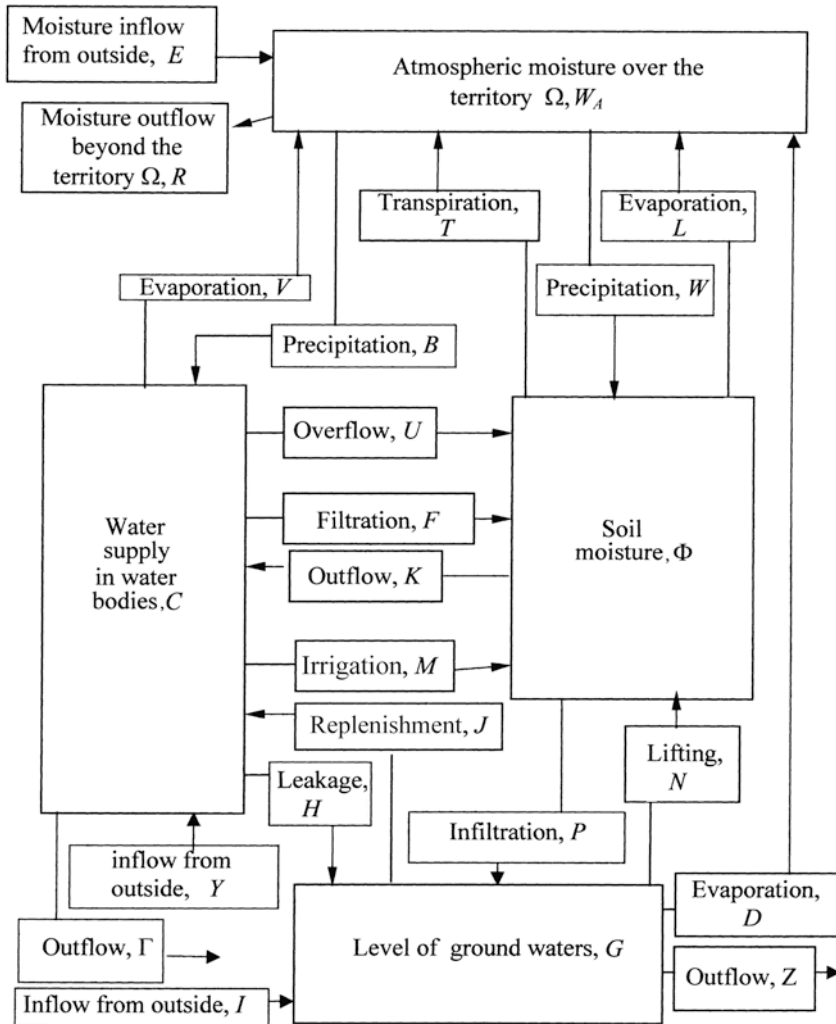 Moisture inflow
from outside, E
Atmospheric moisture over the
territory Ω, W_A
Moisture outflow
beyond the
territory Ω, R
Transpiration,
T
Evaporation,
L
Evaporation, V
Precipitation, W
Precipitation, B
Overflow, U
Filtration, F
Water
supply
in water
bodies, C
Soil
moisture, Φ
Outflow, K
Irrigation, M
Replenishment, J
Lifting,
N
Leakage,
H
Infiltration, P
inflow from
outside, Y
Evaporation,
D
Outflow, Γ
Level of ground waters, G
Outflow, Z
Inflow from outside, I